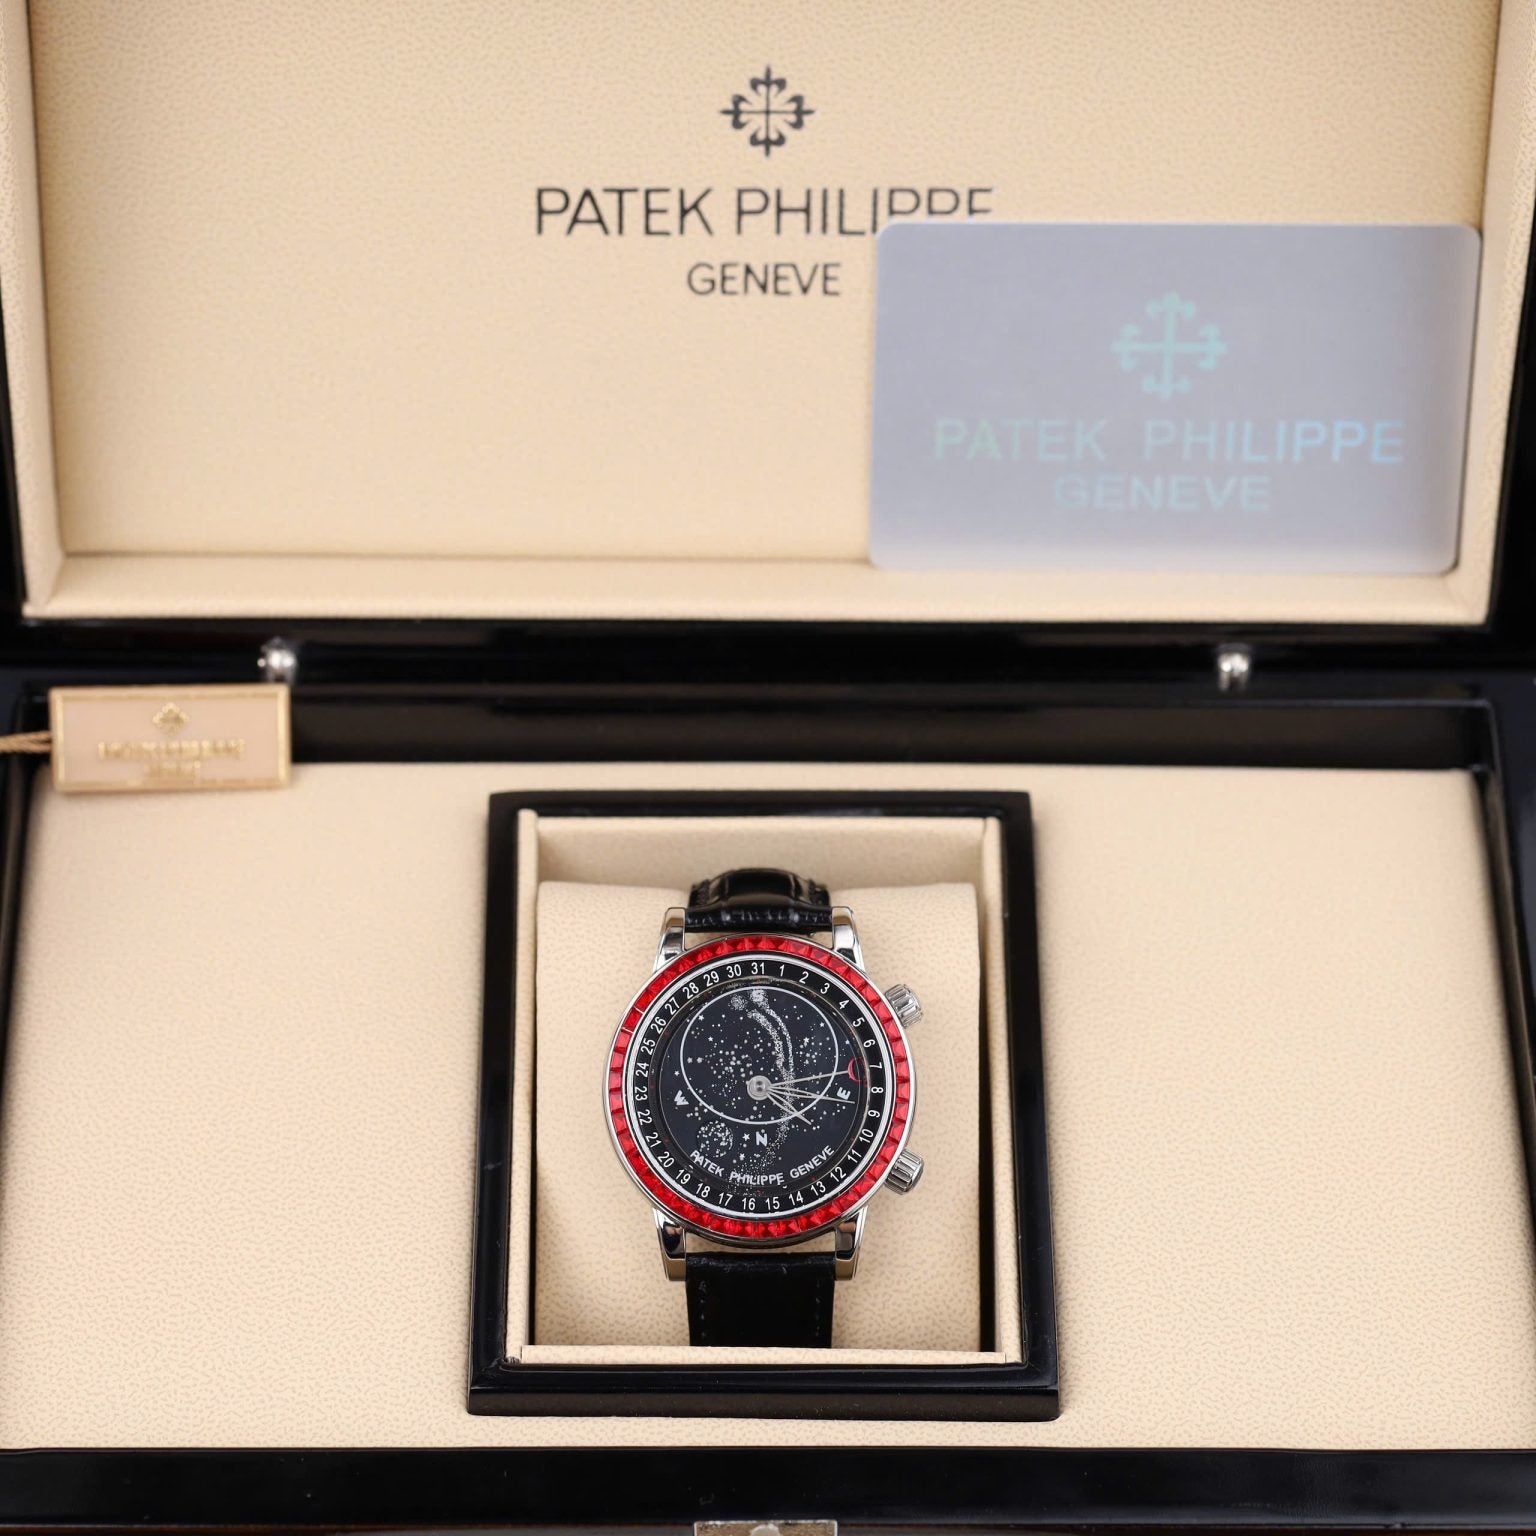 PATEK PHILIPPE
GENEVE
PATEK PHILIPPE
GENEVE
31 1 2 3 4 5 6 8 9 10 11 12 13 14 15 16 17 18 19 20 21 22 23 24 25 26 27 28 29 30
W
E
N
PATEK PHILIPPE GENEVE